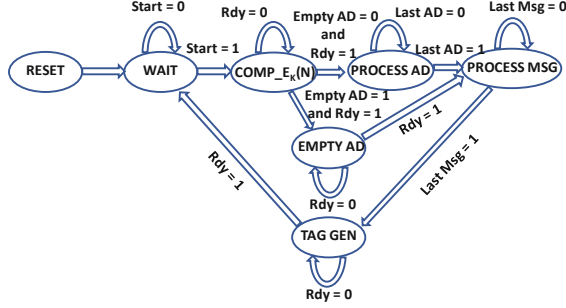 Start = 0
Rdy = 0
Empty AD = 0
and
Rdy = 1
Last AD = 0
Last Msg = 0
Start = 1
Last AD = 1
RESET
WAIT
COMP_E_K(N)
PROCESS AD
PROCESS MSG
Empty AD = 1
and Rdy = 1
Rdy = 1
EMPTY AD
Rdy = 0
Rdy = 1
Last Msg = 1
TAG GEN
Rdy = 0